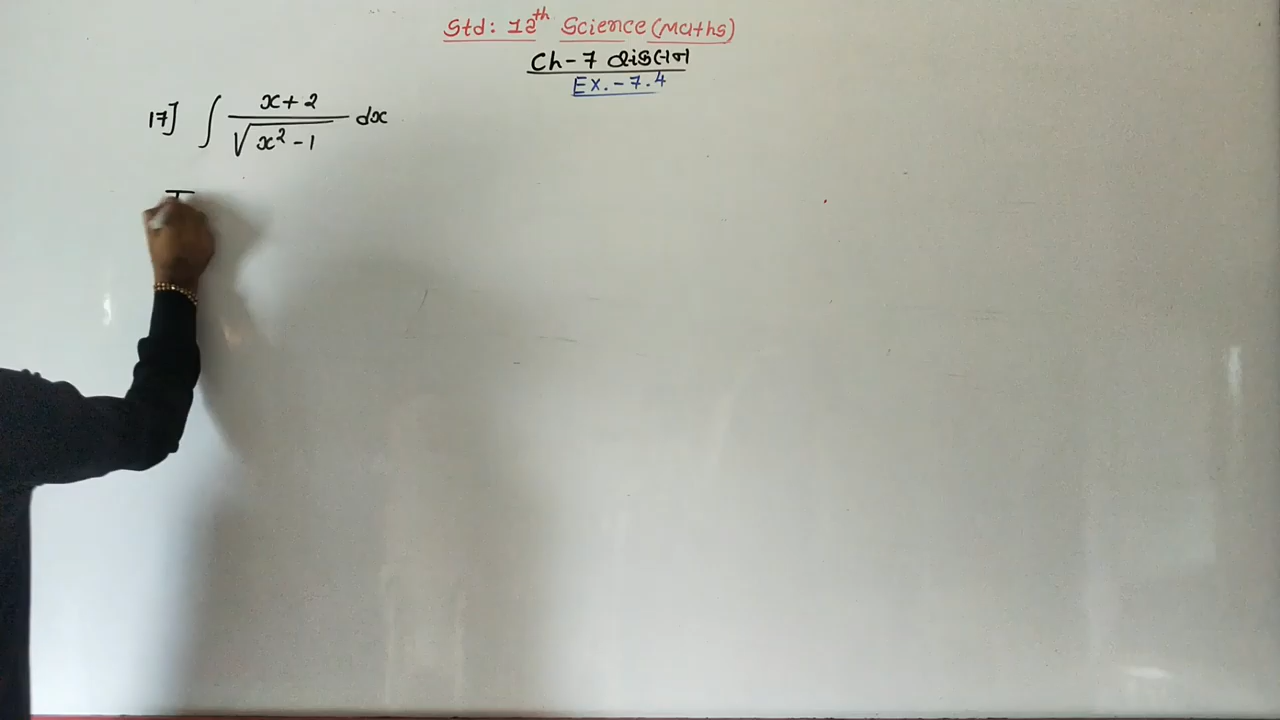 Std: 12th Science (Maths)
Ch-7 સંકલન
Ex.-7.4
17] ∫ x+2 / √(x²-1) dx
I